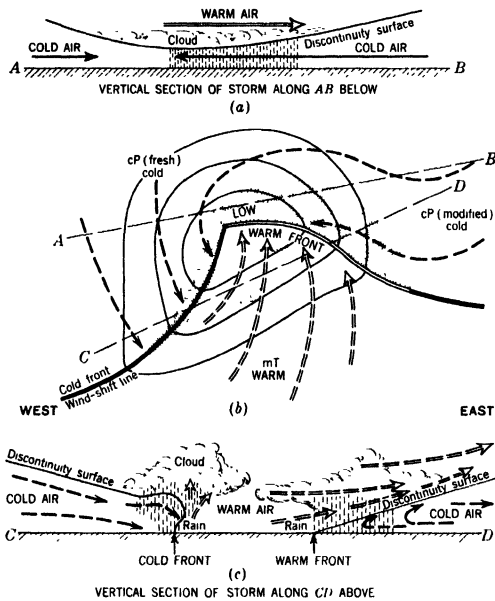 WARM AIR
Cloud
Discontinuity surface
COLD AIR
COLD AIR
A
B
VERTICAL SECTION OF STORM ALONG AB BELOW
(a)
cP (fresh)
cold
B
D
LOW
cP (modified)
cold
A
WARM FRONT
C
mT
WARM
Cold front
Wind-shift line
WEST
(b)
EAST
Discontinuity surface
Cloud
COLD AIR
WARM AIR
Discontinuity surface
COLD AIR
Rain
Rain
C
D
COLD FRONT
WARM FRONT
(c)
VERTICAL SECTION OF STORM ALONG CD ABOVE